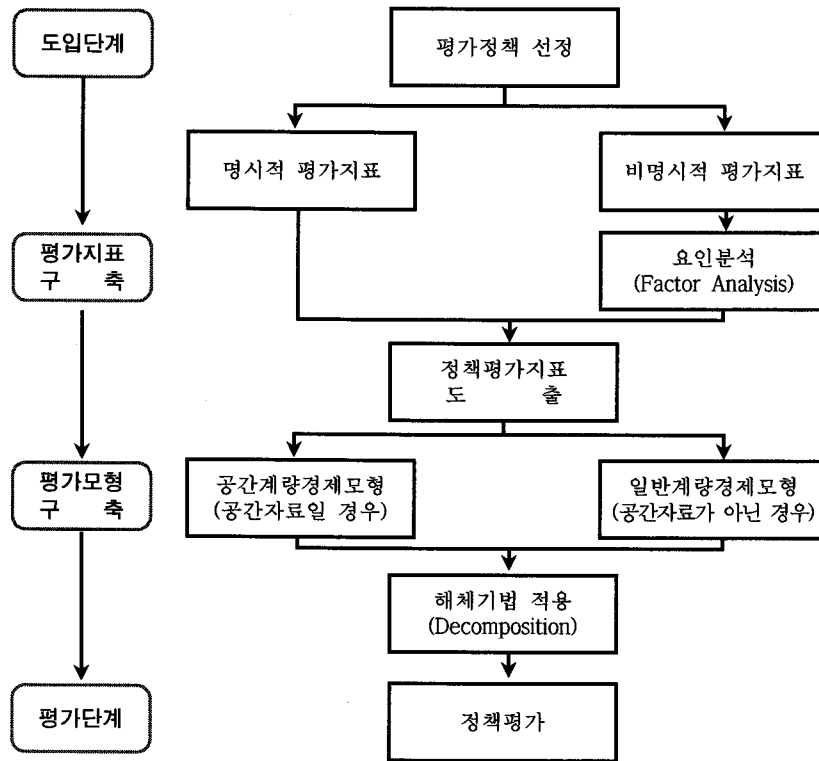 도입단계
평가정책 선정
명시적 평가지표
비명시적 평가지표
평가지표
구 축
요인분석
(Factor Analysis)
정책평가지표
도 출
평가모형
구 축
공간계량경제모형
(공간자료일 경우)
일반계량경제모형
(공간자료가 아닌 경우)
해체기법 적용
(Decomposition)
평가단계
정책평가